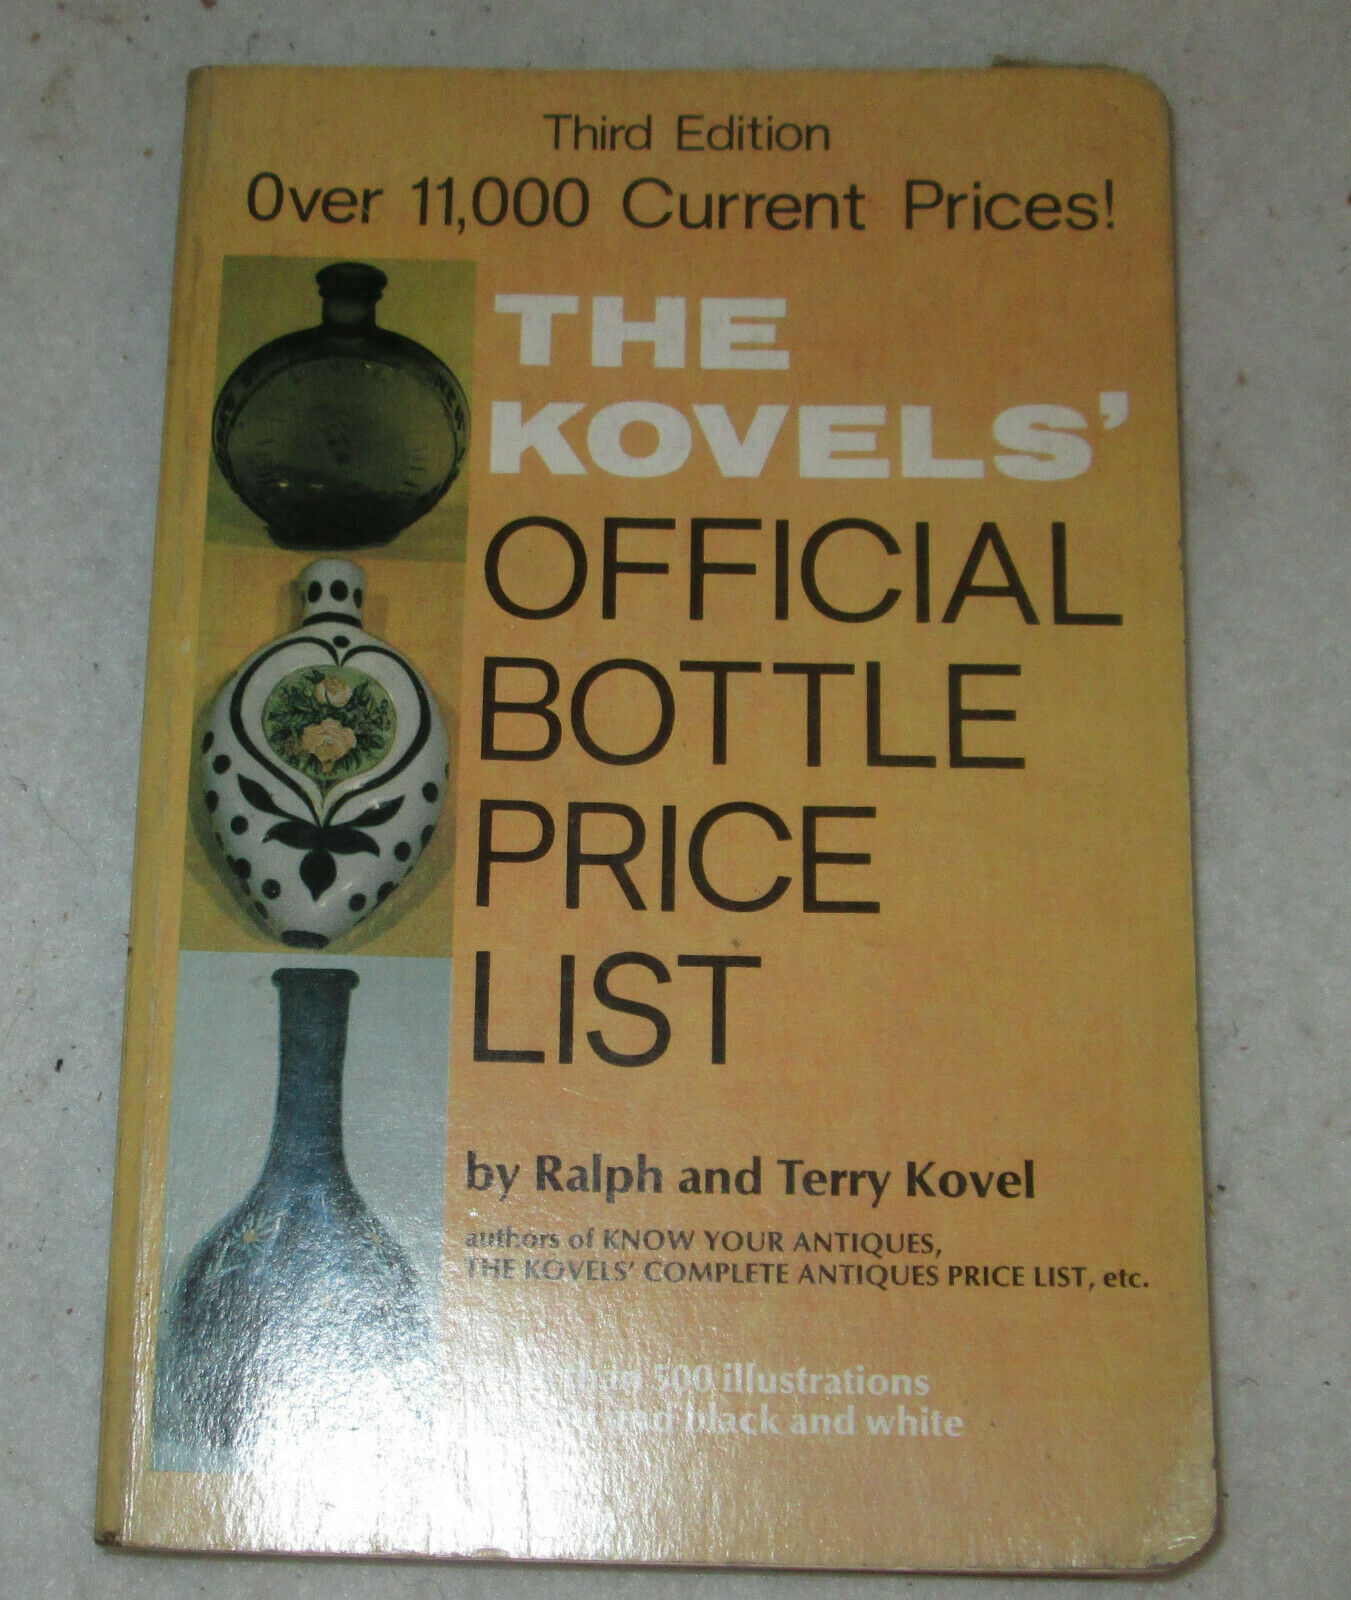 Third Edition
Over 11,000 Current Prices!
THE
KOVELS'
OFFICIAL
BOTTLE
PRICE
LIST
by Ralph and Terry Kovel
authors of KNOW YOUR ANTIQUES,
THE KOVELS' COMPLETE ANTIQUES PRICE LIST, etc.
than 500 illustrations
and black and white